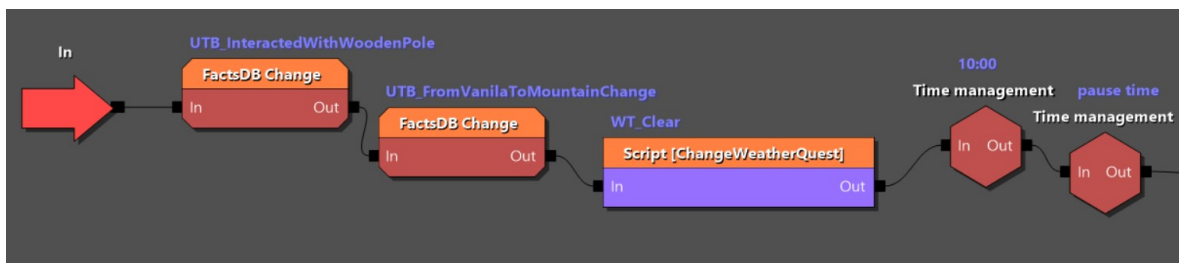 In
UTB_InteractedWithWoodenPole
FactsDB Change
In Out
UTB_FromVanilaToMountainChange
FactsDB Change
In Out
WT_Clear
Script [ChangeWeatherQuest]
In Out
10:00
Time management
In Out
pause time
Time management
In Out